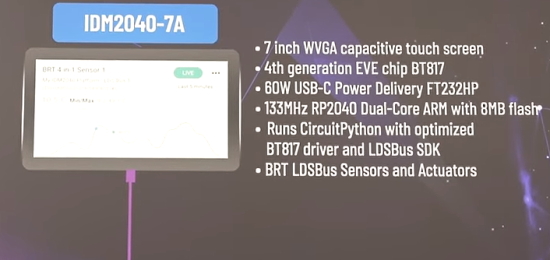 IDM2040-7A
BRT 4 in 1 Sensor 1
LIVE
Min/Max
• 7 inch WVGA capacitive touch screen
• 4th generation EVE chip BT817
• 60W USB-C Power Delivery FT232HP
• 133MHz RP2040 Dual-Core ARM with 8MB flash
• Runs CircuitPython with optimized
BT817 driver and LDSBus SDK
• BRT LDSBus Sensors and Actuators